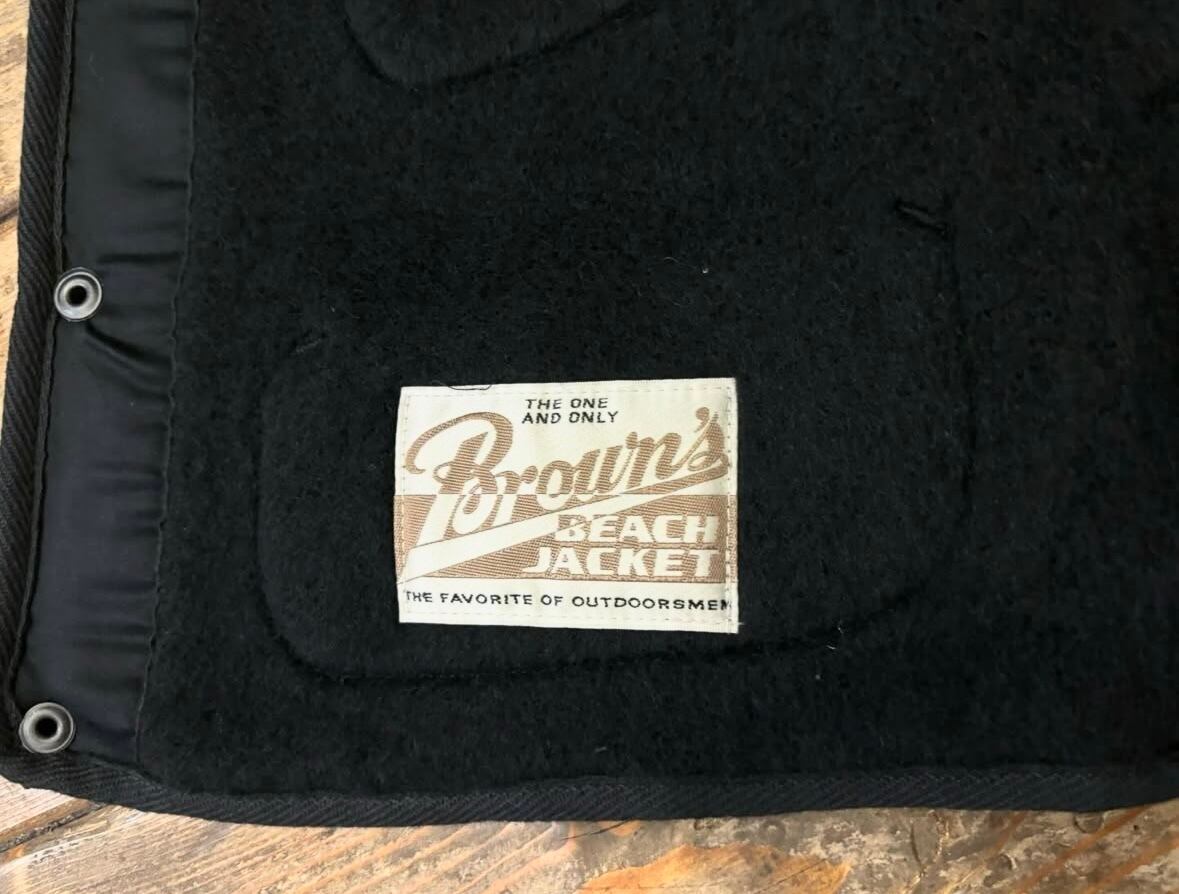 THE ONE
AND ONLY
Brown's
BEACH
JACKET
THE FAVORITE OF OUTDOORSMEN